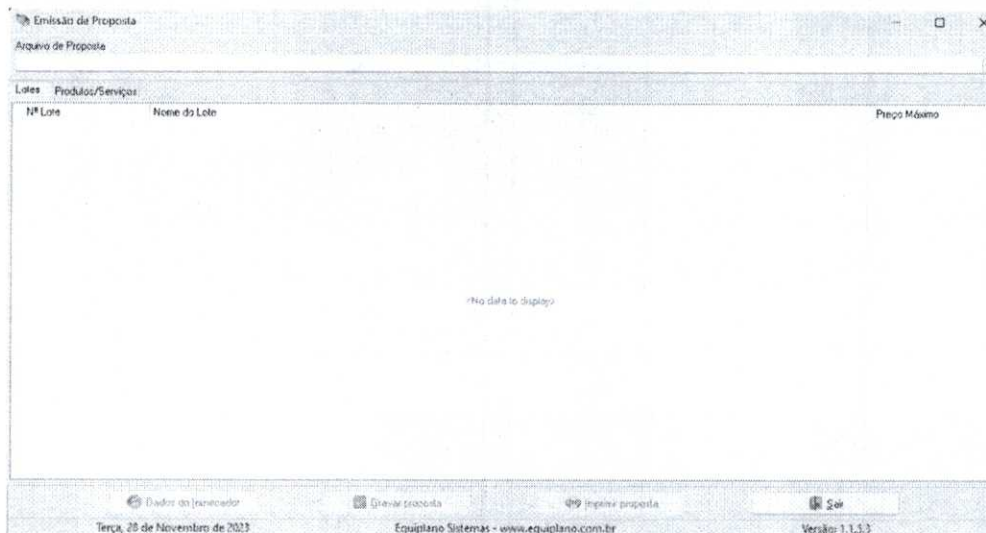 Emissão de Proposta
Arquivo de Proposta
Lotes Produtos/Serviços
Nº Lote Nome do Lote Preço Máximo
<No data to display>
Dados do fornecedor Gravar proposta Imprimir proposta Sair
Terça, 28 de Novembro de 2023 Equiplano Sistemas - www.equiplano.com.br Versão: 1.1.3.3